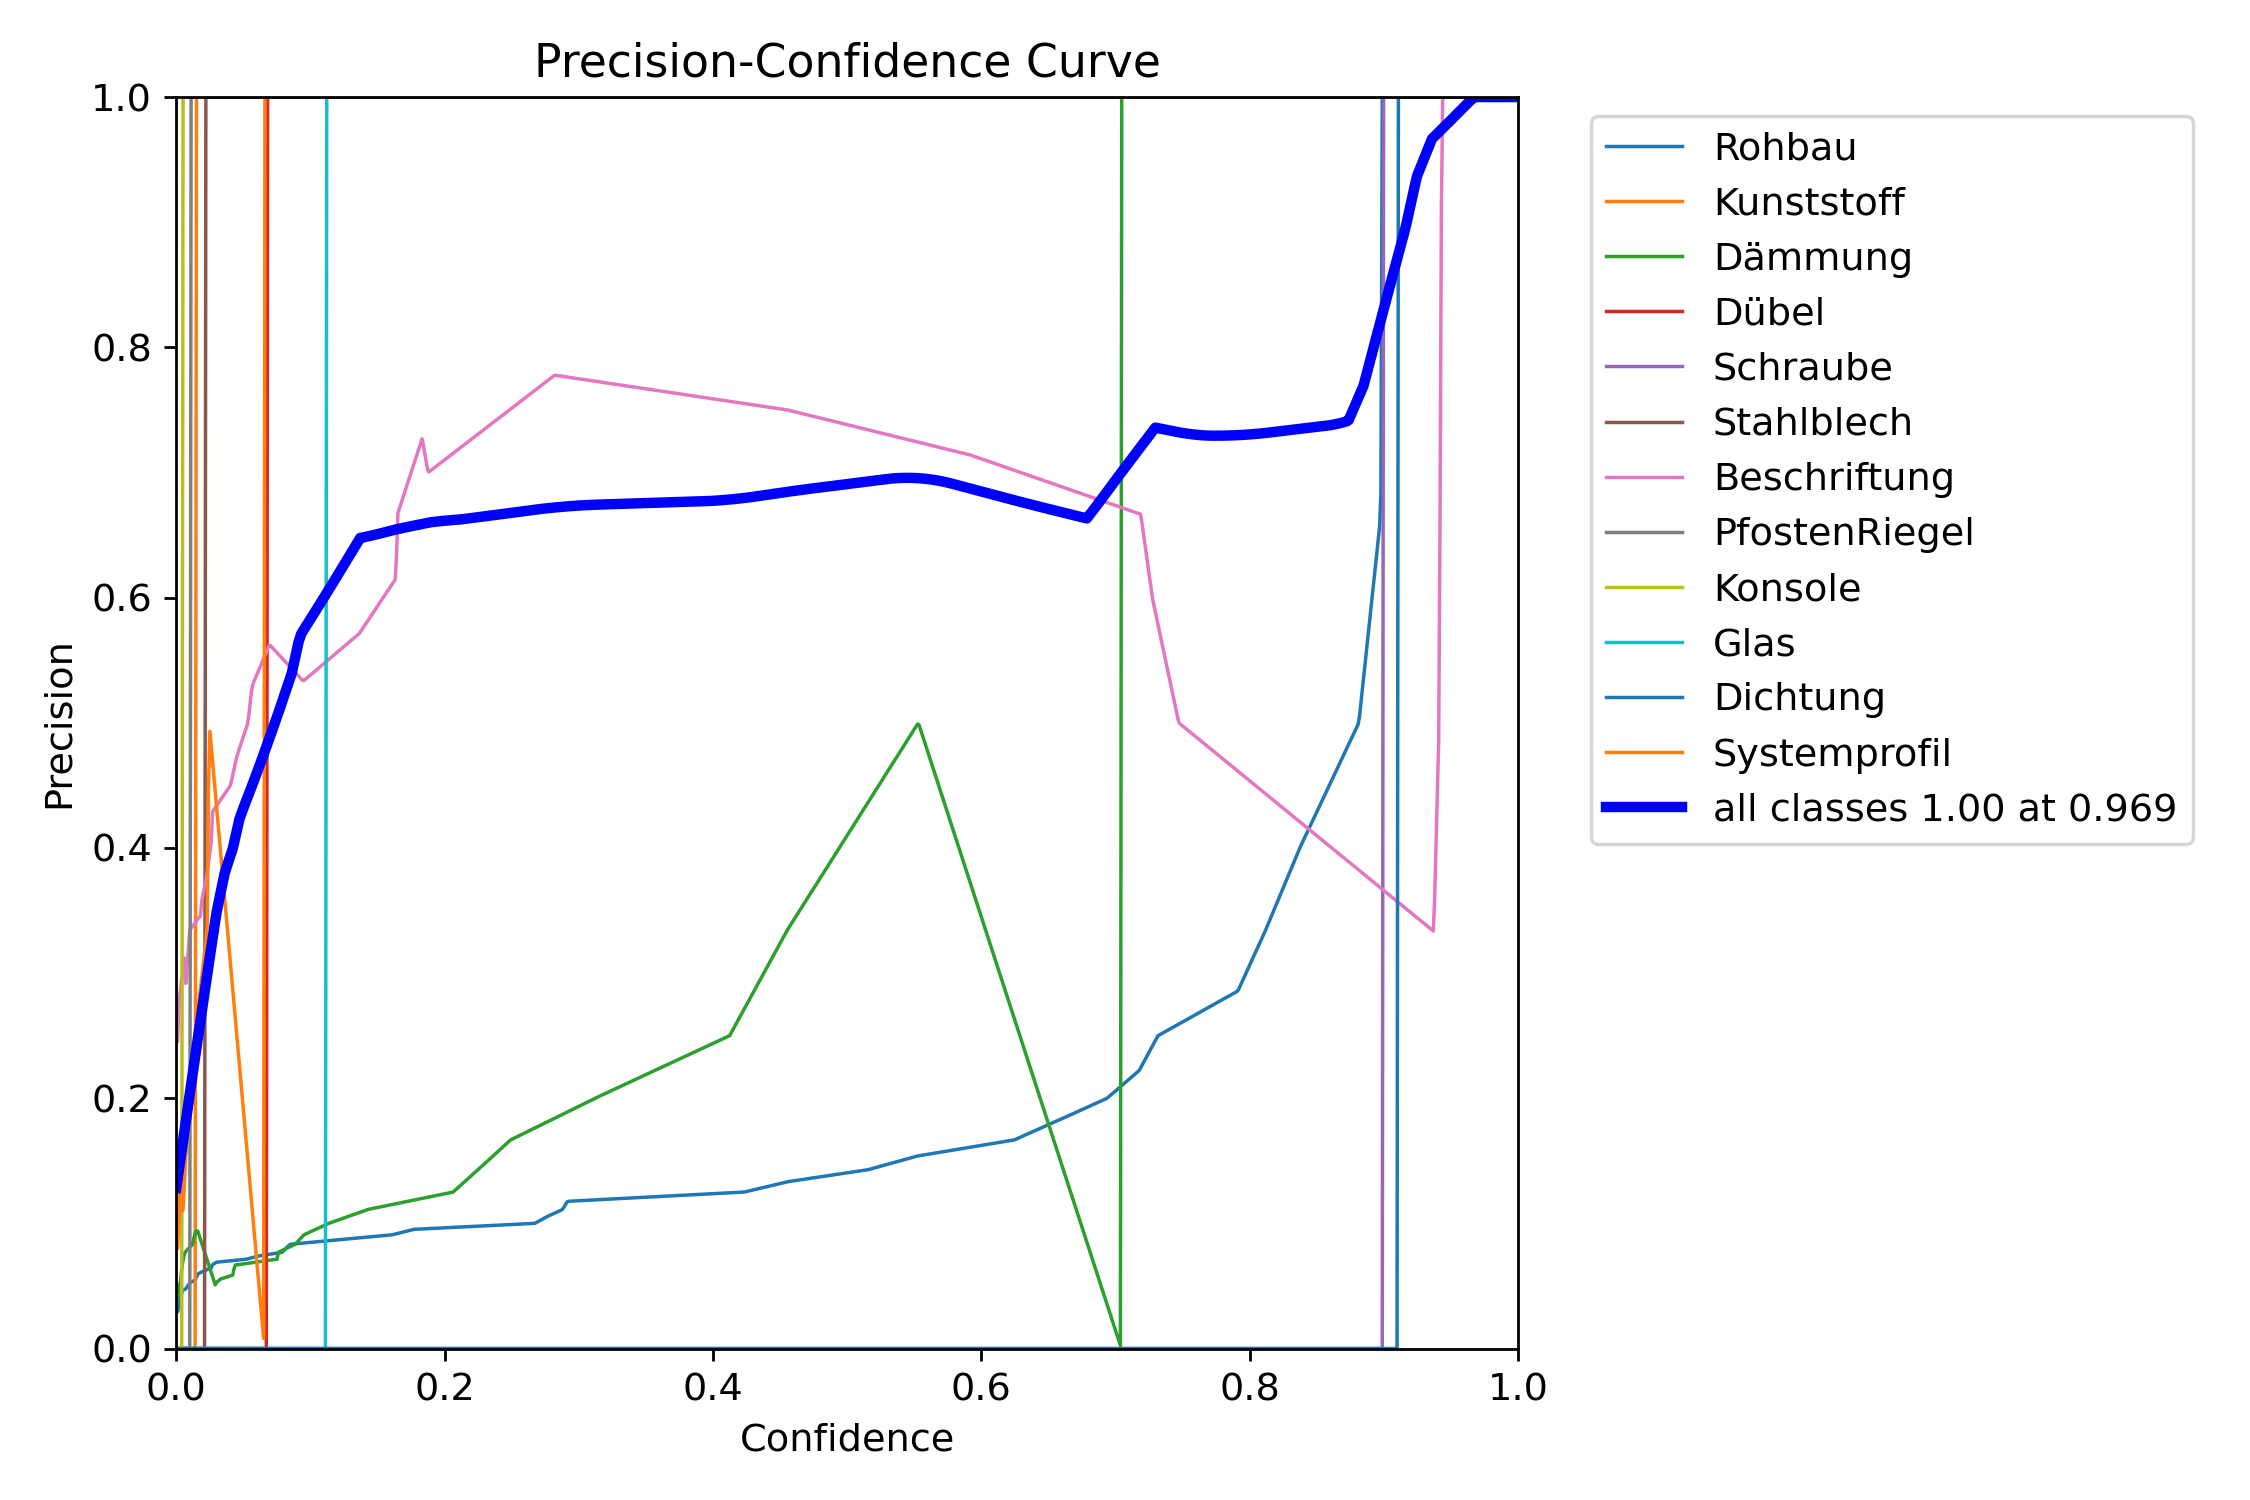 Precision-Confidence Curve
1.0
0.8
0.6
0.4
0.2
0.0
Precision
0.0 0.2 0.4 0.6 0.8 1.0
Confidence
Rohbau
Kunststoff
Dämmung
Dübel
Schraube
Stahlblech
Beschriftung
PfostenRiegel
Konsole
Glas
Dichtung
Systemprofil
all classes 1.00 at 0.969